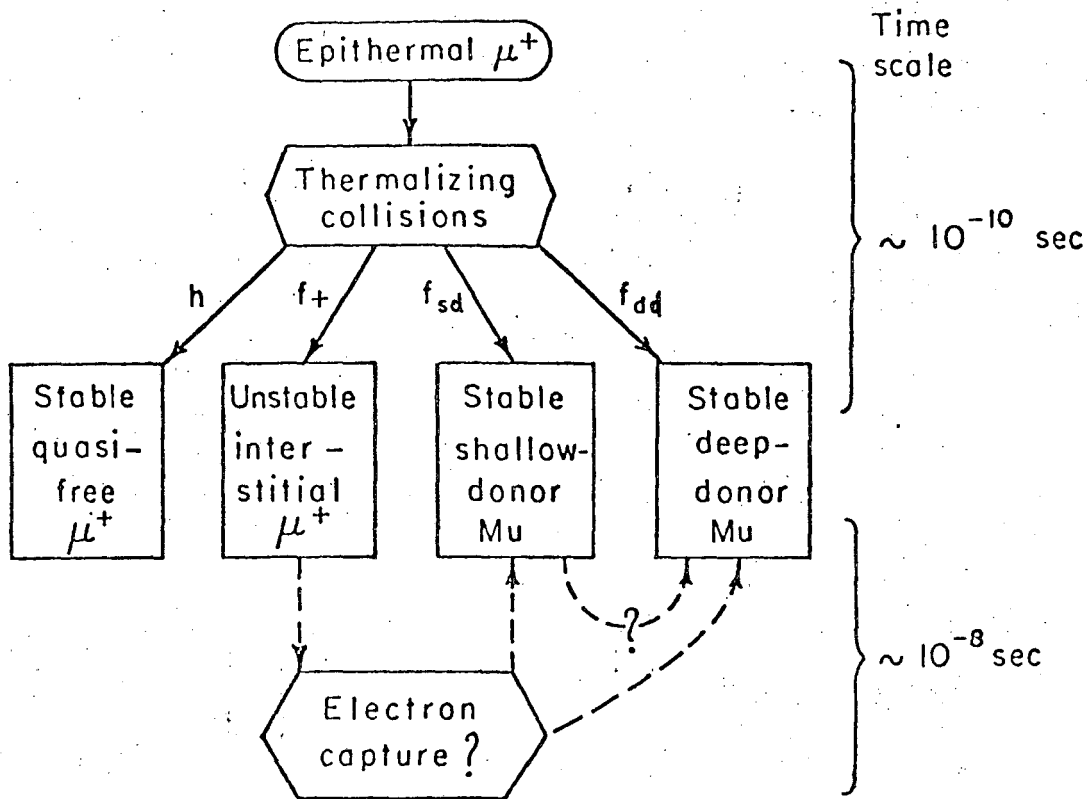 Epithermal μ+
Time
scale
Thermalizing
collisions
~ 10-10 sec
h
f+
fsd
fdd
Stable
quasi-
free
μ+
Unstable
inter-
stitial
μ+
Stable
shallow-
donor
Mu
Stable
deep-
donor
Mu
?
~ 10-8 sec
Electron
capture ?